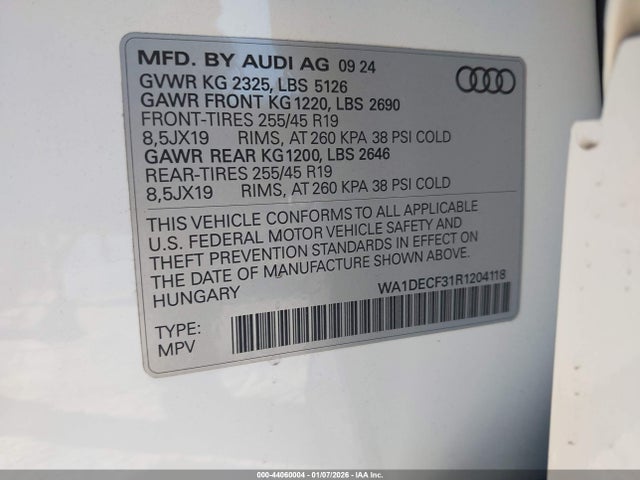 MFD. BY AUDI AG 09 24
GVWR KG 2325, LBS 5126
GAWR FRONT KG 1220, LBS 2690
FRONT-TIRES 255/45 R19
8,5JX19 RIMS, AT 260 KPA 38 PSI COLD
GAWR REAR KG 1200, LBS 2646
REAR-TIRES 255/45 R19
8,5JX19 RIMS, AT 260 KPA 38 PSI COLD
THIS VEHICLE CONFORMS TO ALL APPLICABLE
U.S. FEDERAL MOTOR VEHICLE SAFETY AND
THEFT PREVENTION STANDARDS IN EFFECT ON
THE DATE OF MANUFACTURE SHOWN ABOVE.
HUNGARY
WA1DECF31R1204118
TYPE:
MPV
000-44060004 - 01/07/2026 - IAA Inc.